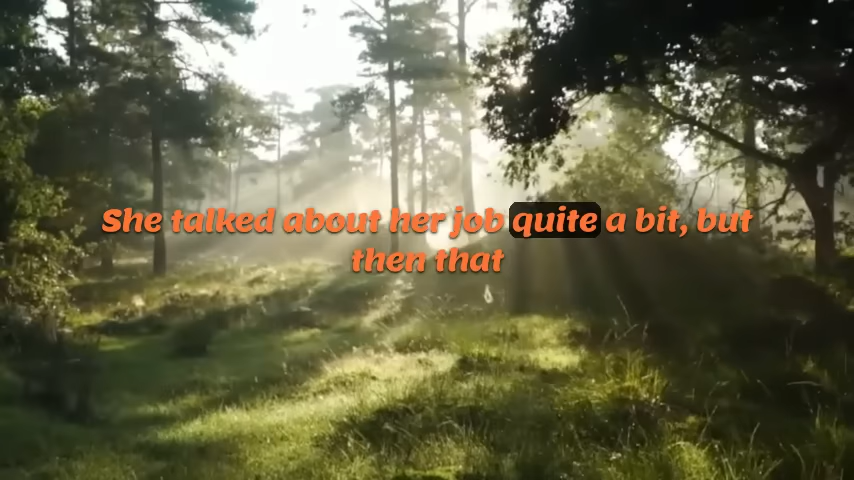 She talked about her job quite a bit, but
then that